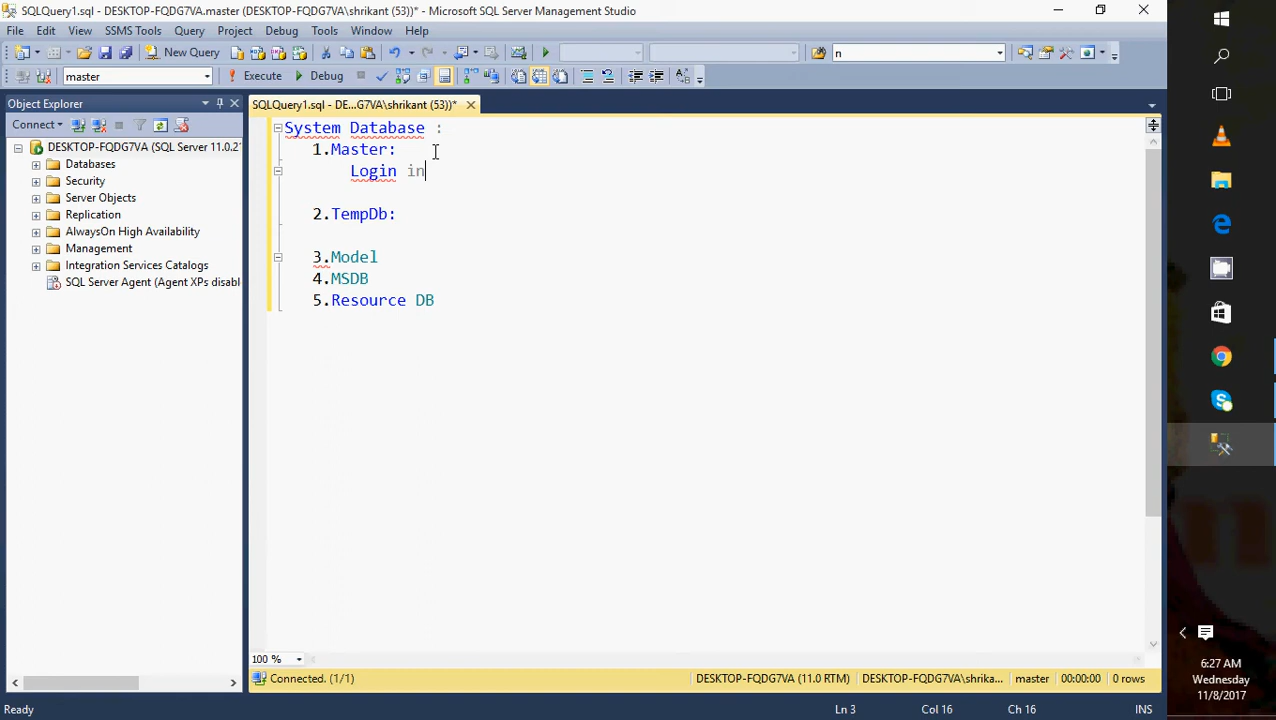 SQLQuery1.sql - DESKTOP-FQDG7VA.master (DESKTOP-FQDG7VA\shrikant (53))* - Microsoft SQL Server Management Studio
File Edit View SSMS Tools Query Project Debug Tools Window Help
New Query n
master Execute Debug
Object Explorer
SQLQuery1.sql - DE...G7VA\shrikant (53))*
Connect
DESKTOP-FQDG7VA (SQL Server 11.0.21
Databases
Security
Server Objects
Replication
AlwaysOn High Availability
Management
Integration Services Catalogs
SQL Server Agent (Agent XPs disabl
System Database :
1.Master:
Login in
2.TempDb:
3.Model
4.MSDB
5.Resource DB
100 %
Connected. (1/1) DESKTOP-FQDG7VA (11.0 RTM) DESKTOP-FQDG7VA\shrika... master 00:00:00 0 rows
Ready Ln 3 Col 16 Ch 16 INS
6:27 AM
Wednesday
11/8/2017